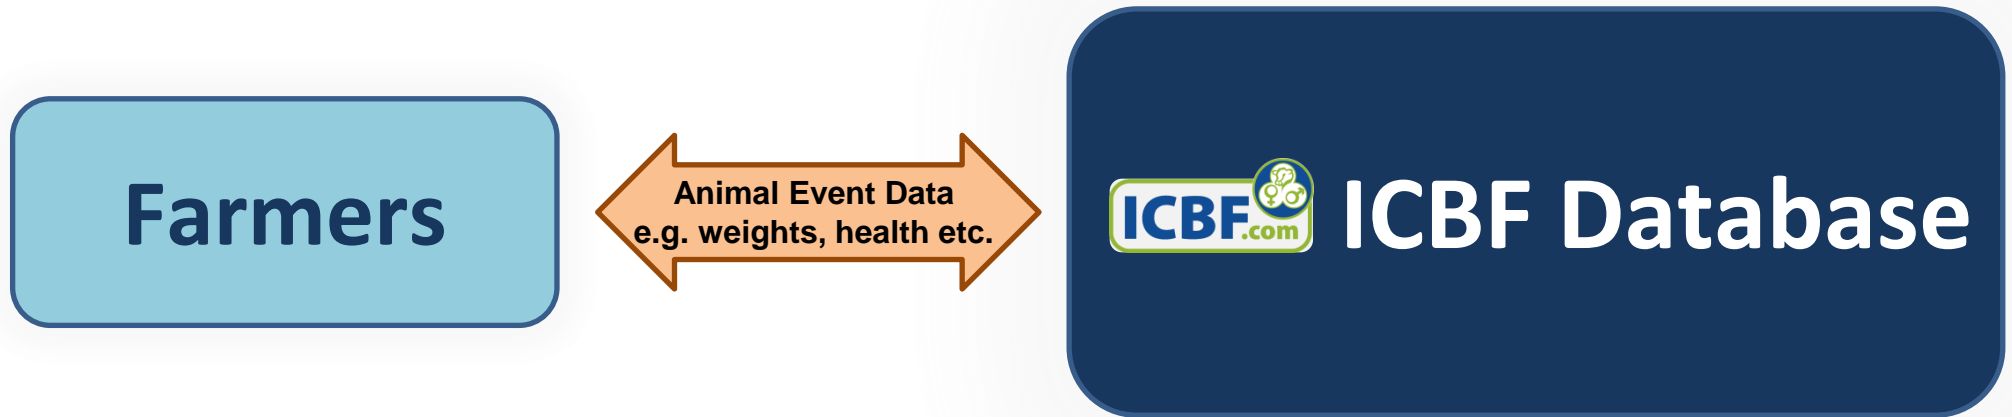 Farmers
Animal Event Data
e.g. weights, health etc.
ICBF.com
ICBF Database